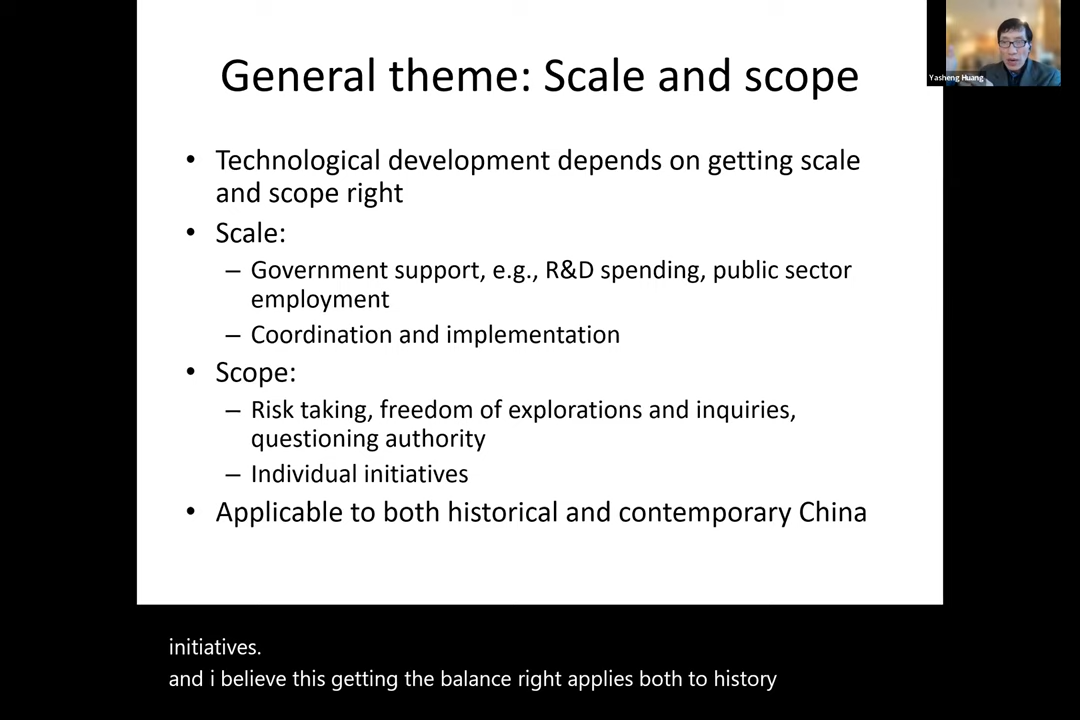 General theme: Scale and scope
Yasheng Huang
• Technological development depends on getting scale
and scope right
• Scale:
– Government support, e.g., R&D spending, public sector
employment
– Coordination and implementation
• Scope:
– Risk taking, freedom of explorations and inquiries,
questioning authority
– Individual initiatives
• Applicable to both historical and contemporary China
initiatives.
and i believe this getting the balance right applies both to history